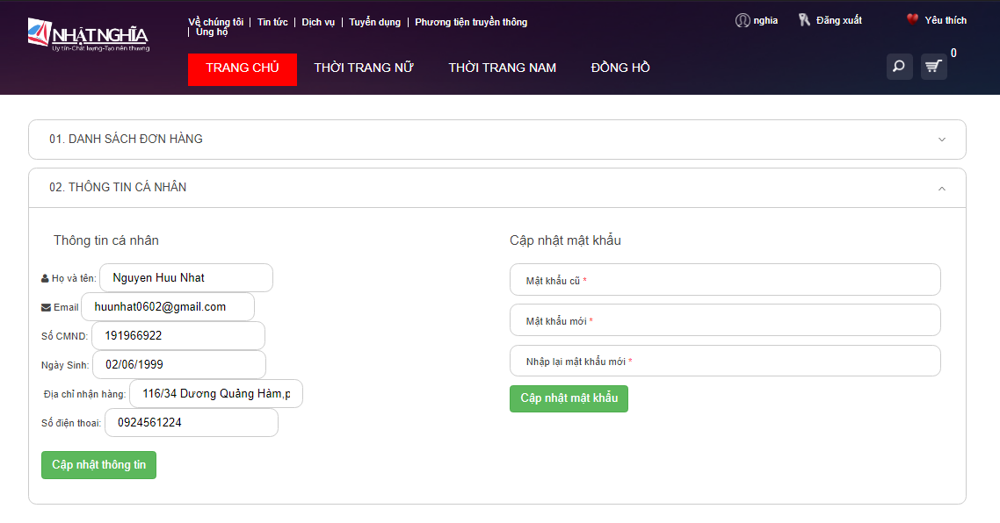 Về chúng tôi | Tin tức | Dịch vụ | Tuyển dụng | Phương tiện truyền thông
| Ủng hộ
nghia
Đăng xuất
Yêu thích
NHẬT NGHĨA
Uy tín-Chất lượng-Tạo nên thương
TRANG CHỦ
THỜI TRANG NỮ
THỜI TRANG NAM
ĐỒNG HỒ
0
01. DANH SÁCH ĐƠN HÀNG
02. THÔNG TIN CÁ NHÂN
Thông tin cá nhân
Họ và tên: Nguyen Huu Nhat
Email huunhat0602@gmail.com
Số CMND: 191966922
Ngày Sinh: 02/06/1999
Địa chỉ nhận hàng: 116/34 Dương Quảng Hàm,p
Số điện thoai: 0924561224
Cập nhật thông tin
Cập nhật mật khẩu
Mật khẩu cũ *
Mật khẩu mới *
Nhập lại mật khẩu mới *
Cập nhật mật khẩu